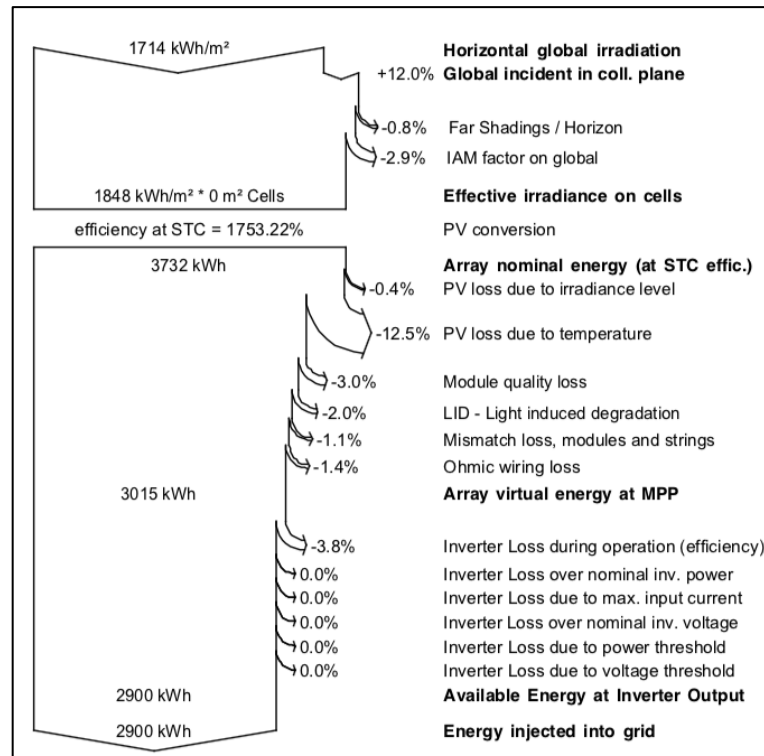 1714 kWh/m² Horizontal global irradiation
+12.0% Global incident in coll. plane
-0.8% Far Shadings / Horizon
-2.9% IAM factor on global
1848 kWh/m² * 0 m² Cells Effective irradiance on cells
efficiency at STC = 1753.22% PV conversion
3732 kWh Array nominal energy (at STC effic.)
-0.4% PV loss due to irradiance level
-12.5% PV loss due to temperature
-3.0% Module quality loss
-2.0% LID - Light induced degradation
-1.1% Mismatch loss, modules and strings
-1.4% Ohmic wiring loss
3015 kWh Array virtual energy at MPP
-3.8% Inverter Loss during operation (efficiency)
0.0% Inverter Loss over nominal inv. power
0.0% Inverter Loss due to max. input current
0.0% Inverter Loss over nominal inv. voltage
0.0% Inverter Loss due to power threshold
0.0% Inverter Loss due to voltage threshold
2900 kWh Available Energy at Inverter Output
2900 kWh Energy injected into grid